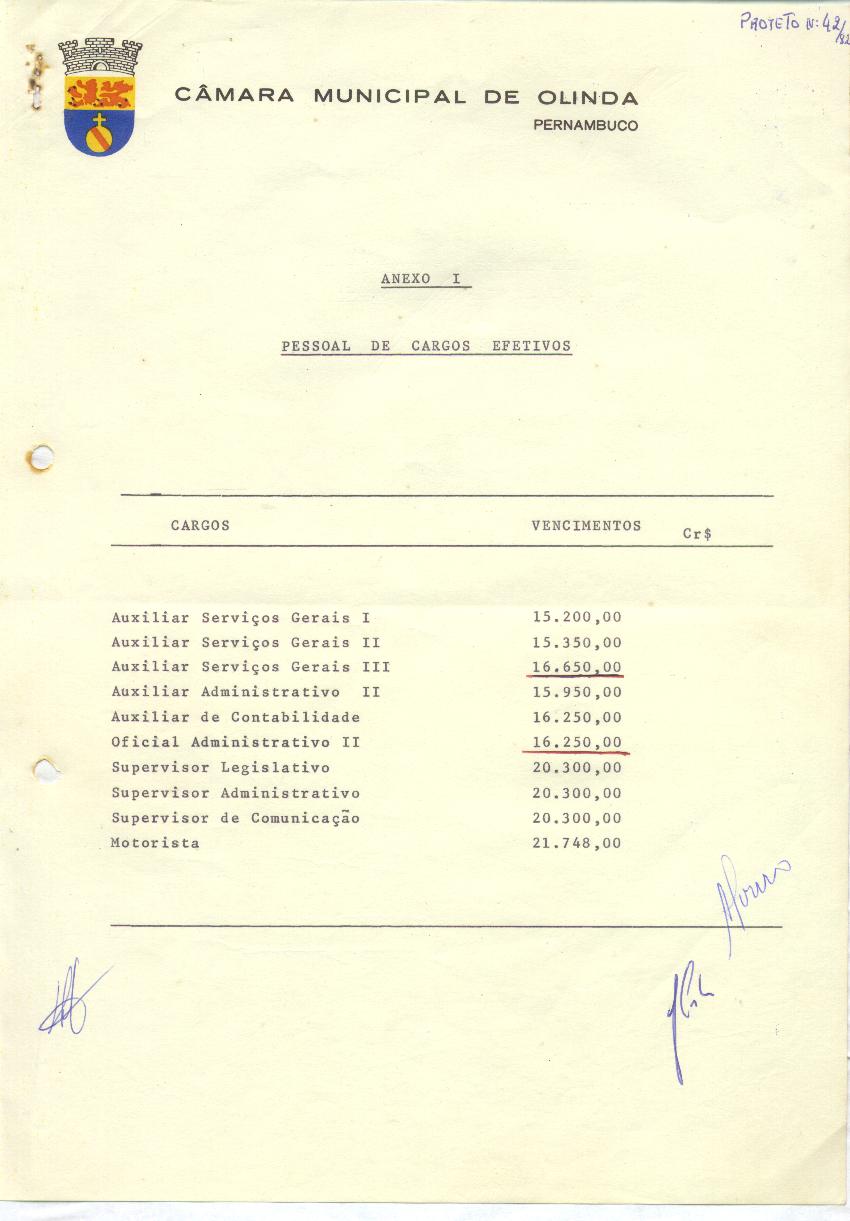 PROJETO N: 42/82
CÂMARA MUNICIPAL DE OLINDA
PERNAMBUCO
ANEXO I
PESSOAL DE CARGOS EFETIVOS
CARGOS VENCIMENTOS Cr$
Auxiliar Serviços Gerais I 15.200,00
Auxiliar Serviços Gerais II 15.350,00
Auxiliar Serviços Gerais III 16.650,00
Auxiliar Administrativo II 15.950,00
Auxiliar de Contabilidade 16.250,00
Oficial Administrativo II 16.250,00
Supervisor Legislativo 20.300,00
Supervisor Administrativo 20.300,00
Supervisor de Comunicação 20.300,00
Motorista 21.748,00